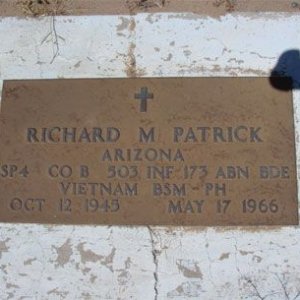 RICHARD M PATRICK
ARIZONA
SP4 CO B 503 INF 173 ABN BDE
VIETNAM BSM-PH
OCT 12 1945 MAY 17 1966